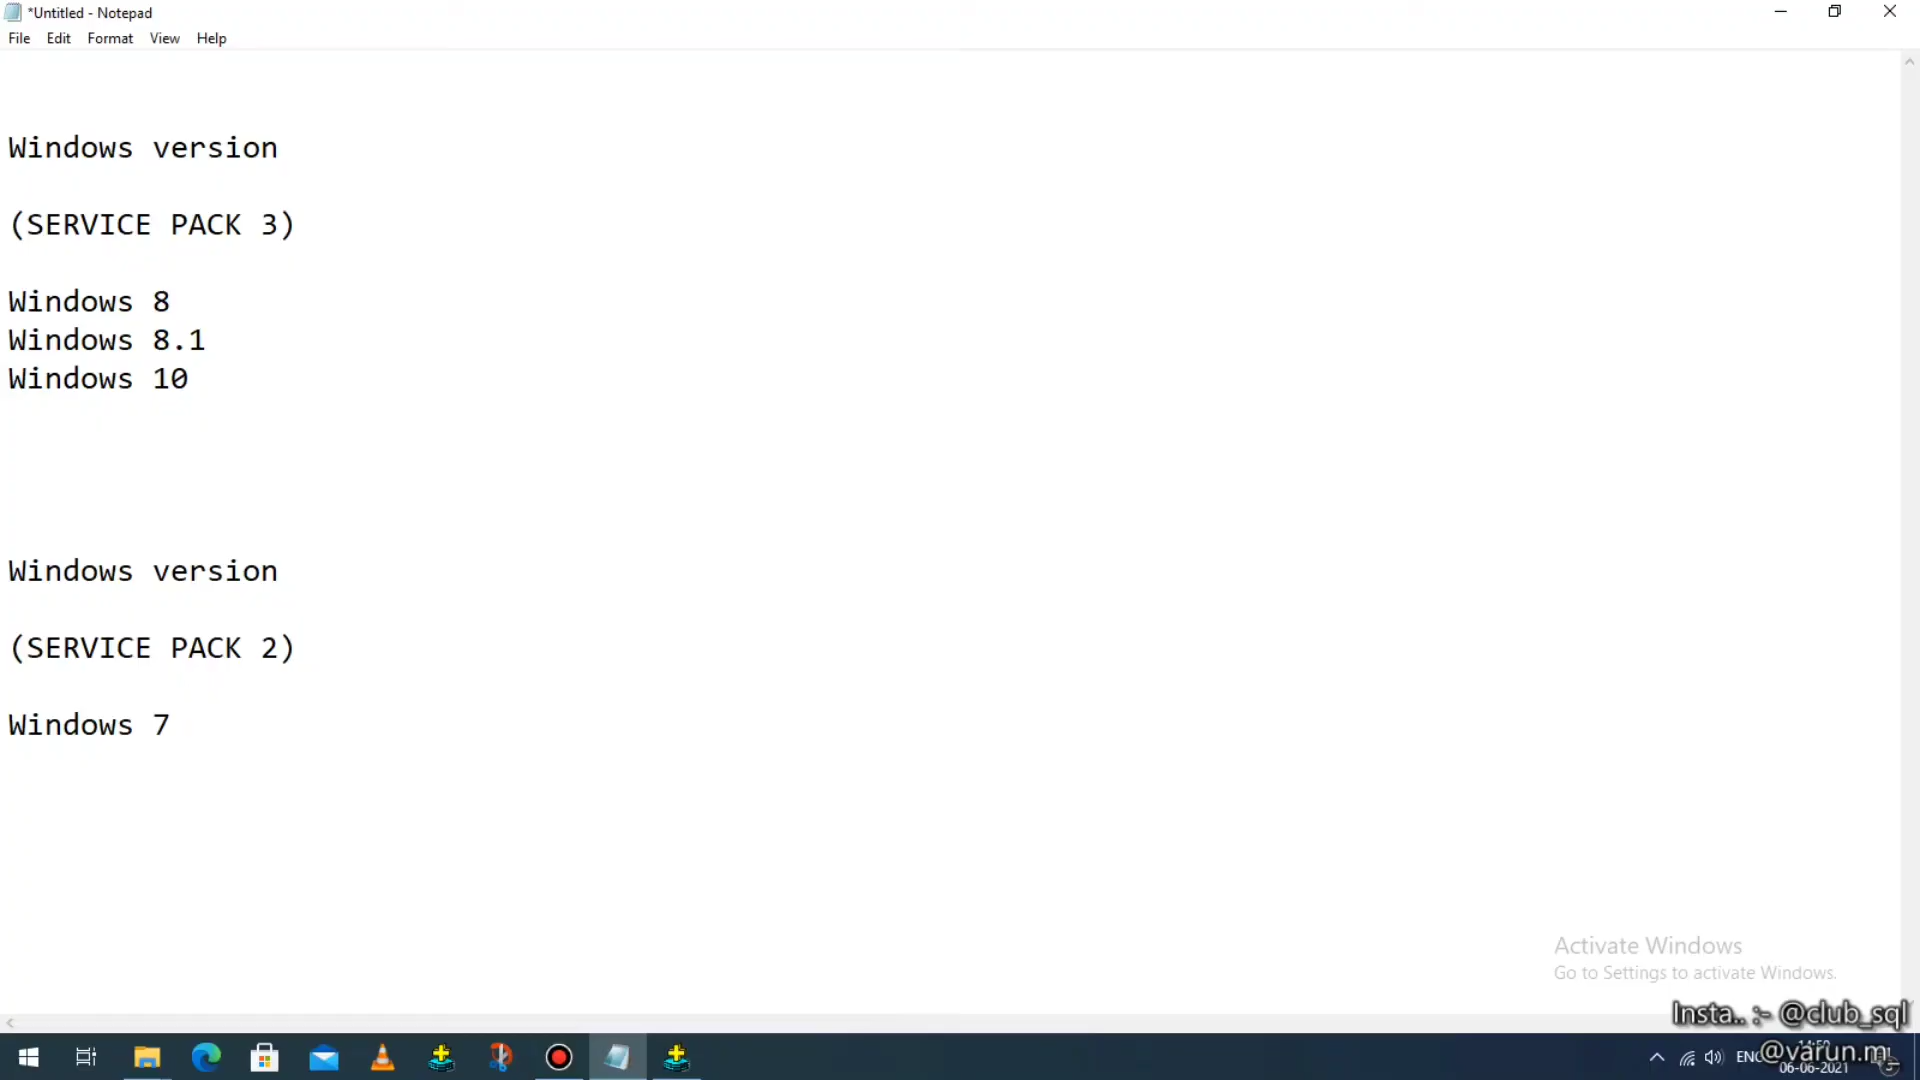 *Untitled - Notepad
File Edit Format View Help
Windows version
(SERVICE PACK 3)
Windows 8
Windows 8.1
Windows 10
Windows version
(SERVICE PACK 2)
Windows 7
Activate Windows
Go to Settings to activate Windows.
Insta.. :- @club_sql
@varun.m
06-06-2021